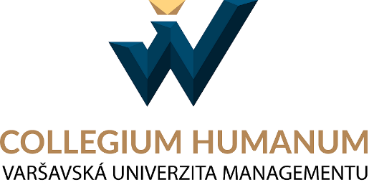 COLLEGIUM HUMANUM
VARŠAVSKÁ UNIVERZITA MANAGEMENTU